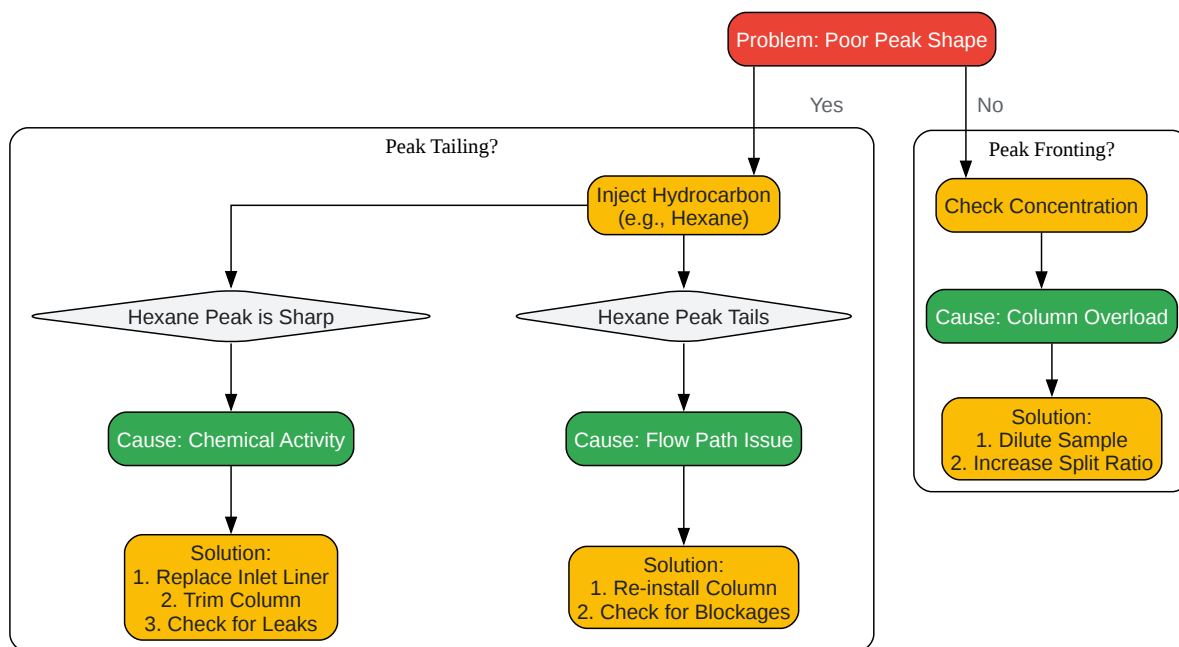 Problem: Poor Peak Shape
Yes
No
Peak Tailing?
Peak Fronting?
Inject Hydrocarbon
(e.g., Hexane)
Check Concentration
Hexane Peak is Sharp
Hexane Peak Tails
Cause: Column Overload
Cause: Chemical Activity
Cause: Flow Path Issue
Solution:
1. Dilute Sample
2. Increase Split Ratio
Solution:
1. Replace Inlet Liner
2. Trim Column
3. Check for Leaks
Solution:
1. Re-install Column
2. Check for Blockages